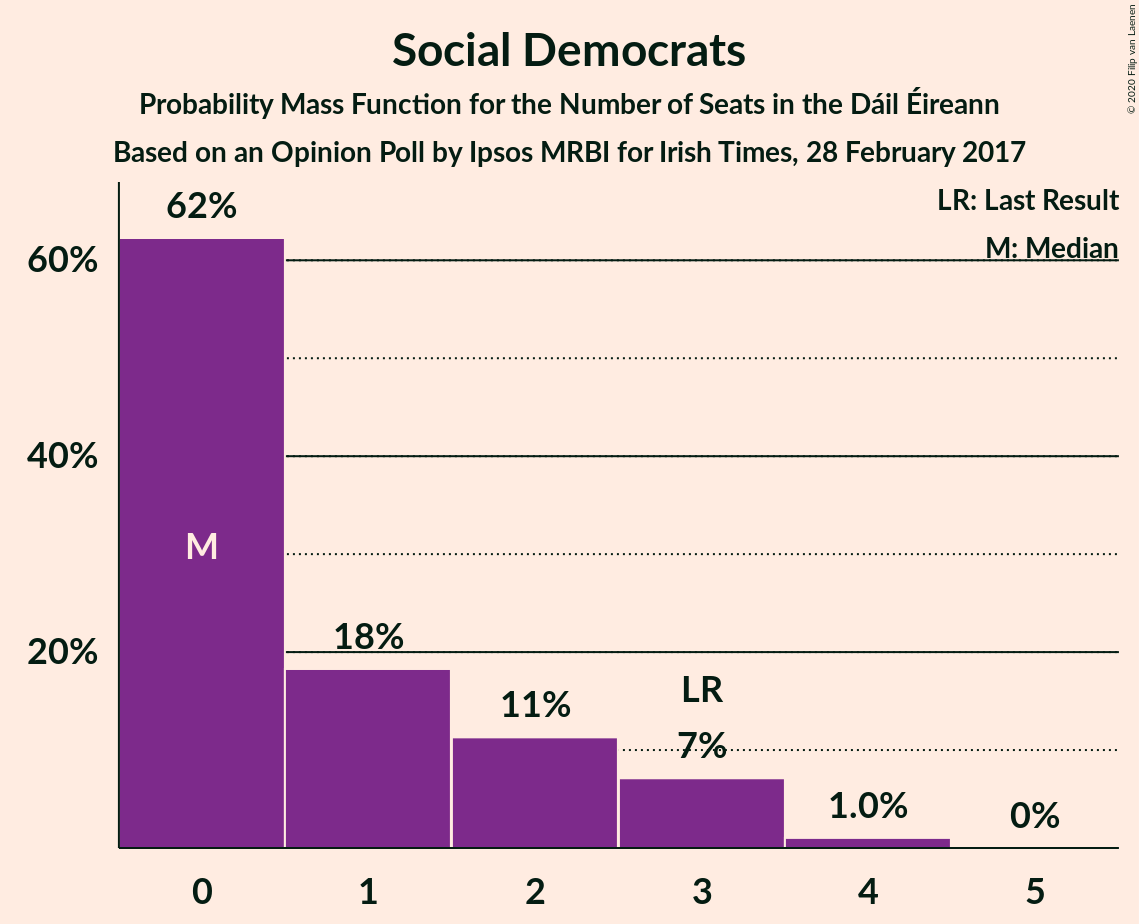 Social Democrats
Probability Mass Function for the Number of Seats in the Dáil Éireann
Based on an Opinion Poll by Ipsos MRBI for Irish Times, 28 February 2017
© 2020 Filip van Laenen
LR: Last Result
M: Median
62%
60%
40%
M
20%
18%
11%
LR
7%
1.0%
0%
0 1 2 3 4 5